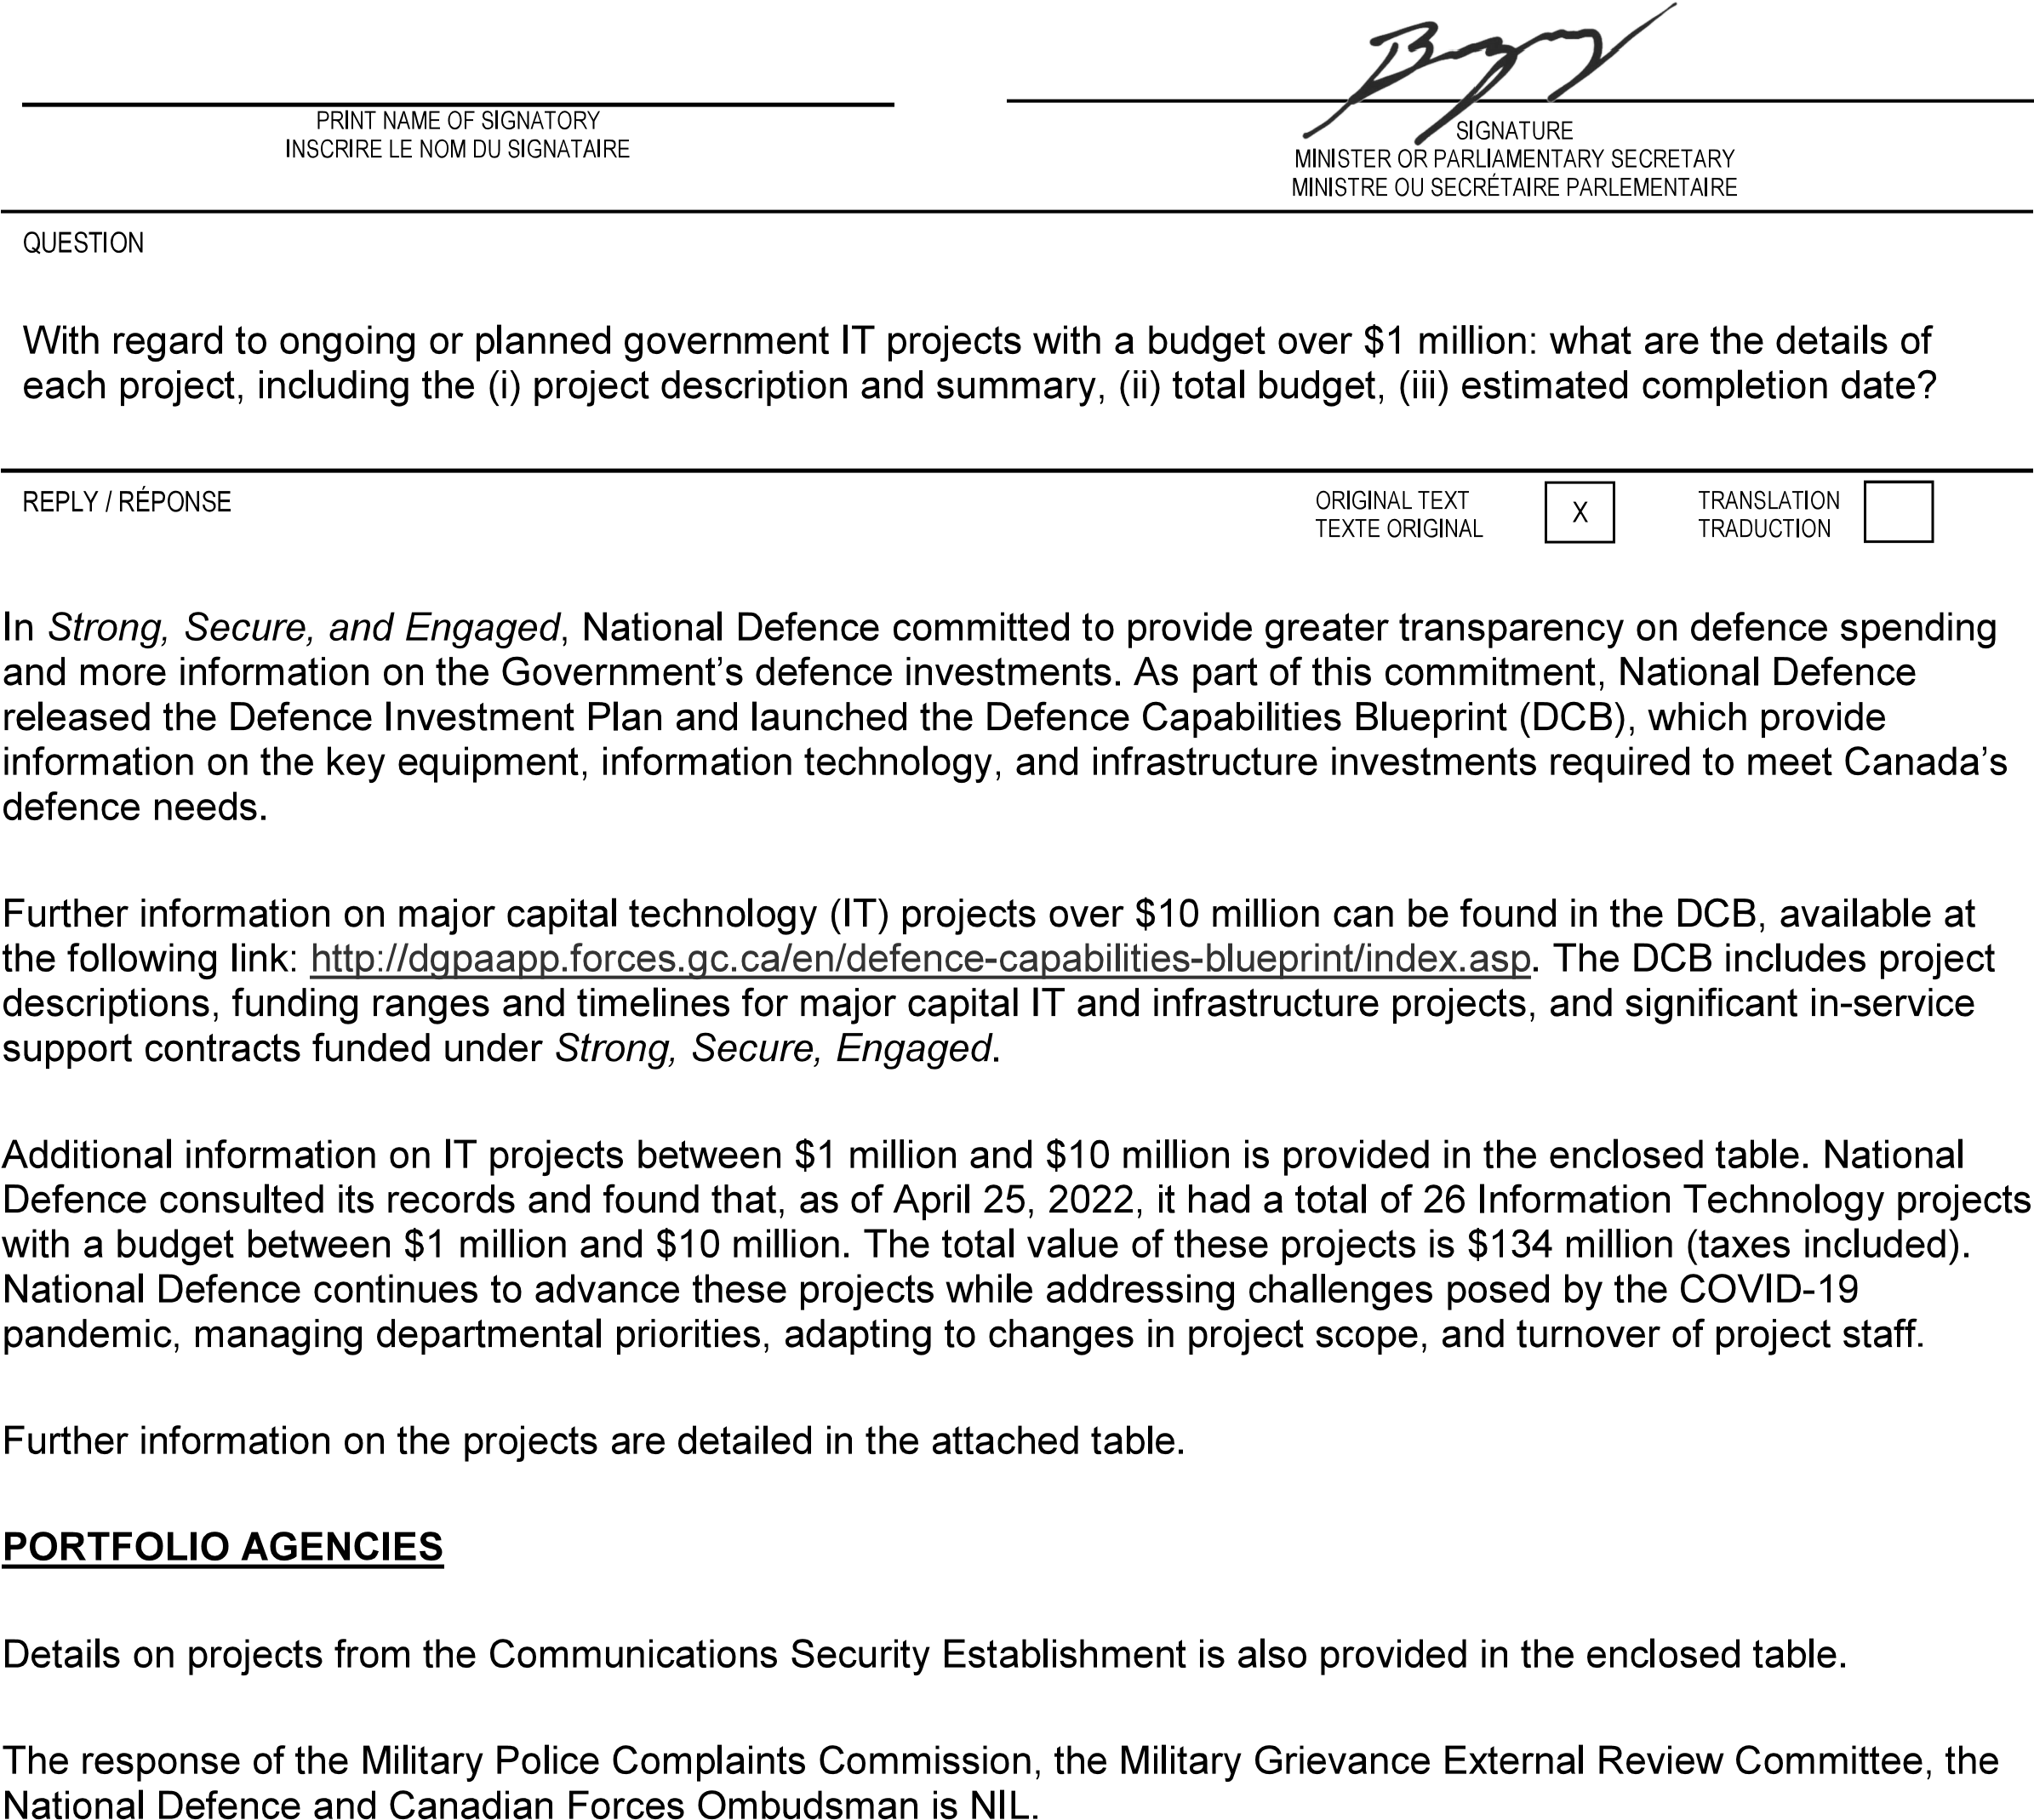 PRINT NAME OF SIGNATORY
INSCRIRE LE NOM DU SIGNATAIRE
SIGNATURE
MINISTER OR PARLIAMENTARY SECRETARY
MINISTRE OU SECRÉTAIRE PARLEMENTAIRE
QUESTION
With regard to ongoing or planned government IT projects with a budget over $1 million: what are the details of
each project, including the (i) project description and summary, (ii) total budget, (iii) estimated completion date?
REPLY / RÉPONSE
ORIGINAL TEXT
TEXTE ORIGINAL
X
TRANSLATION
TRADUCTION
In Strong, Secure, and Engaged, National Defence committed to provide greater transparency on defence spending
and more information on the Government’s defence investments. As part of this commitment, National Defence
released the Defence Investment Plan and launched the Defence Capabilities Blueprint (DCB), which provide
information on the key equipment, information technology, and infrastructure investments required to meet Canada’s
defence needs.
Further information on major capital technology (IT) projects over $10 million can be found in the DCB, available at
the following link: http://dgpaapp.forces.gc.ca/en/defence-capabilities-blueprint/index.asp. The DCB includes project
descriptions, funding ranges and timelines for major capital IT and infrastructure projects, and significant in-service
support contracts funded under Strong, Secure, Engaged.
Additional information on IT projects between $1 million and $10 million is provided in the enclosed table. National
Defence consulted its records and found that, as of April 25, 2022, it had a total of 26 Information Technology projects
with a budget between $1 million and $10 million. The total value of these projects is $134 million (taxes included).
National Defence continues to advance these projects while addressing challenges posed by the COVID-19
pandemic, managing departmental priorities, adapting to changes in project scope, and turnover of project staff.
Further information on the projects are detailed in the attached table.
PORTFOLIO AGENCIES
Details on projects from the Communications Security Establishment is also provided in the enclosed table.
The response of the Military Police Complaints Commission, the Military Grievance External Review Committee, the
National Defence and Canadian Forces Ombudsman is NIL.